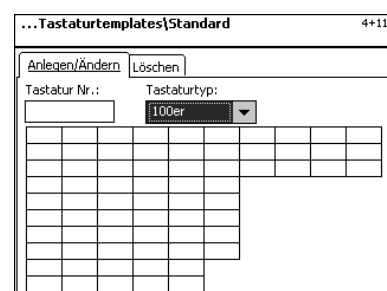 ...Tastaturtemplates\Standard 4+11
Anlegen/Ändern Löschen
Tastatur Nr.: Tastaturtyp:
100er